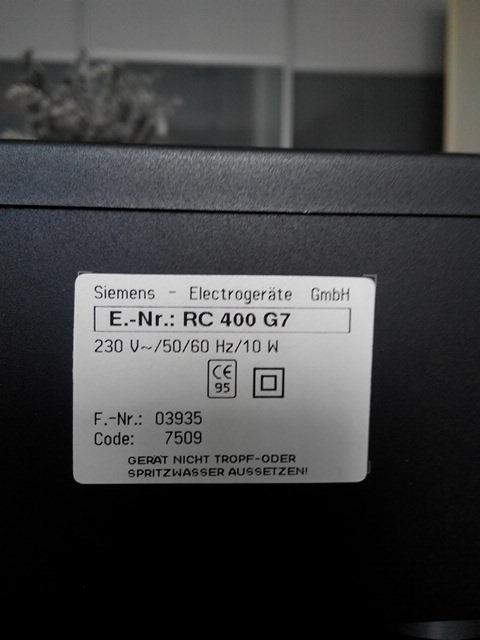 Siemens - Electrogeräte GmbH
E.-Nr.: RC 400 G7
230 V~/50/60 Hz/10 W
CE
95
F.-Nr.: 03935
Code: 7509
GERÄT NICHT TROPF-ODER
SPRITZWASSER AUSSETZEN!